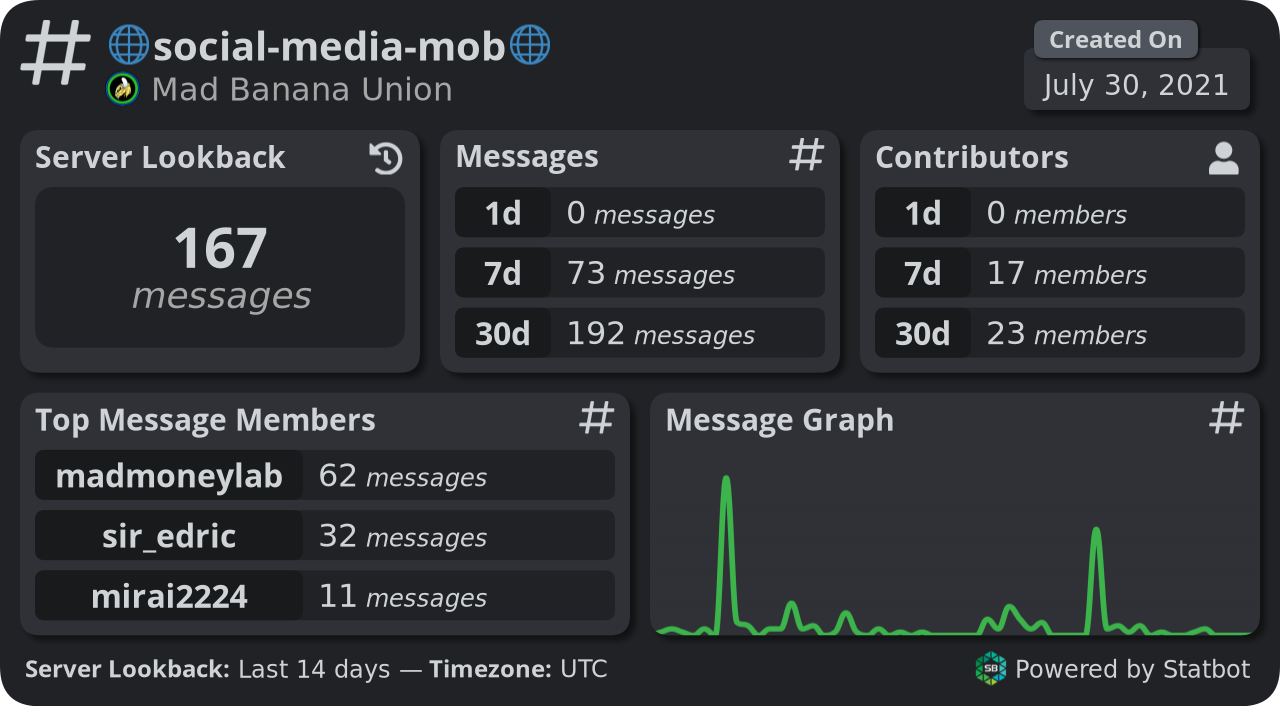 # 🌐social-media-mob🌐
Mad Banana Union
Created On
July 30, 2021
Server Lookback
167
messages
Messages #
1d 0 messages
7d 73 messages
30d 192 messages
Contributors
1d 0 members
7d 17 members
30d 23 members
Top Message Members #
madmoneylab 62 messages
sir_edric 32 messages
mirai2224 11 messages
Message Graph #
Server Lookback: Last 14 days — Timezone: UTC
SB Powered by Statbot